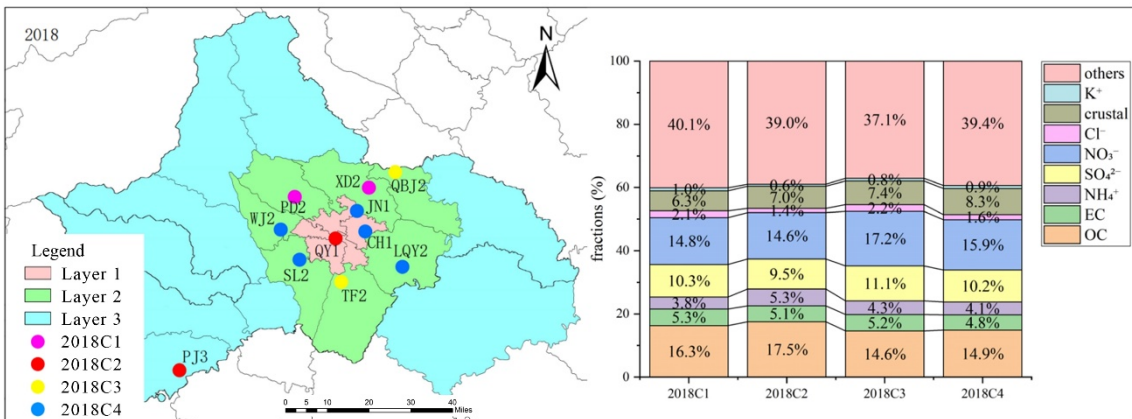 2018
N
XD2
QBJ2
PD2
JN1
WJ2
CH1
QY1
LQY2
SL2
TF2
PJ3
Legend
Layer 1
Layer 2
Layer 3
2018C1
2018C2
2018C3
2018C4
0 5 10 20 30 40
Miles
fractions (%)
100
80
60
40
20
0
40.1% 39.0% 37.1% 39.4%
1.0% 0.6% 0.8% 0.9%
6.3% 7.0% 7.4% 8.3%
2.1% 1.4% 2.2% 1.6%
14.8% 14.6% 17.2% 15.9%
10.3% 9.5% 11.1% 10.2%
3.8% 5.3% 4.3% 4.1%
5.3% 5.1% 5.2% 4.8%
16.3% 17.5% 14.6% 14.9%
2018C1 2018C2 2018C3 2018C4
others
K⁺
crustal
Cl⁻
NO₃⁻
SO₄²⁻
NH₄⁺
EC
OC